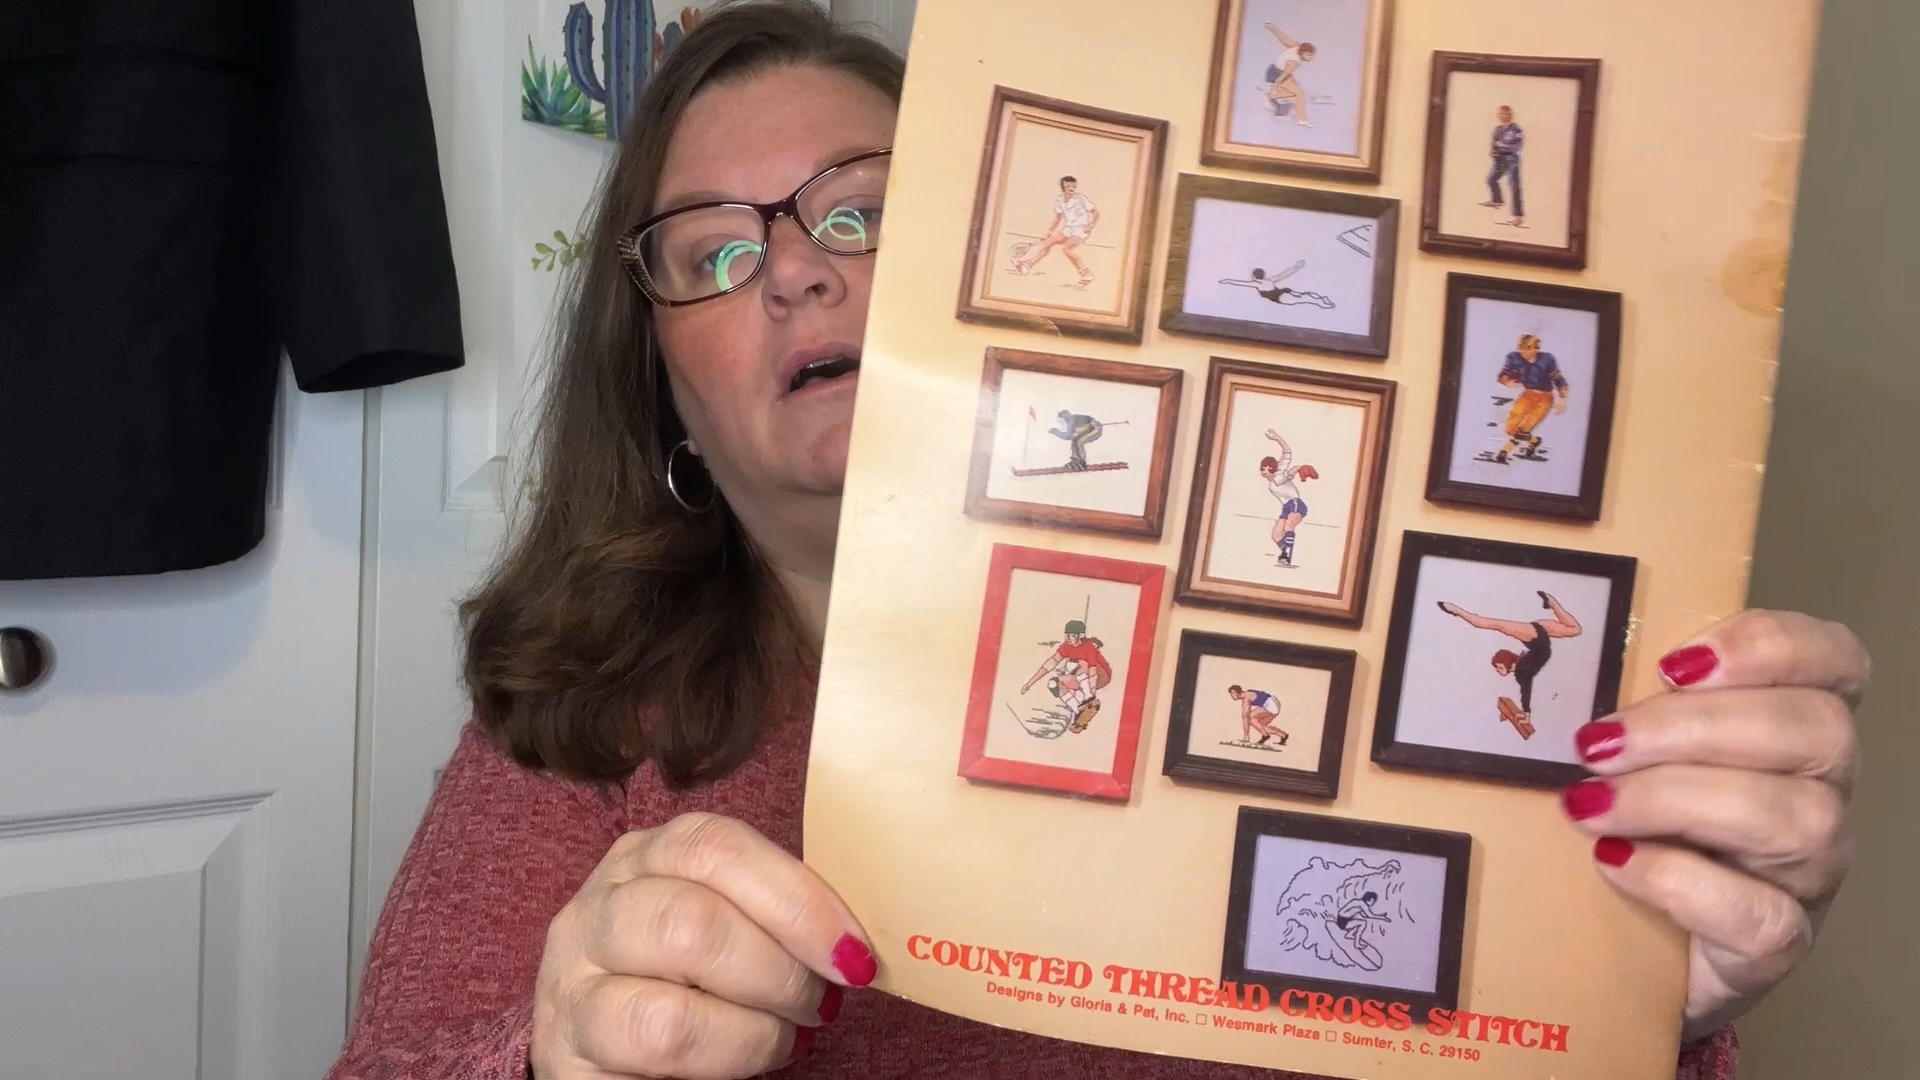 COUNTED THREAD CROSS STITCH
Designs by Gloria & Pat, Inc. □ Wesmark Plaza □ Sumter, S. C. 29150